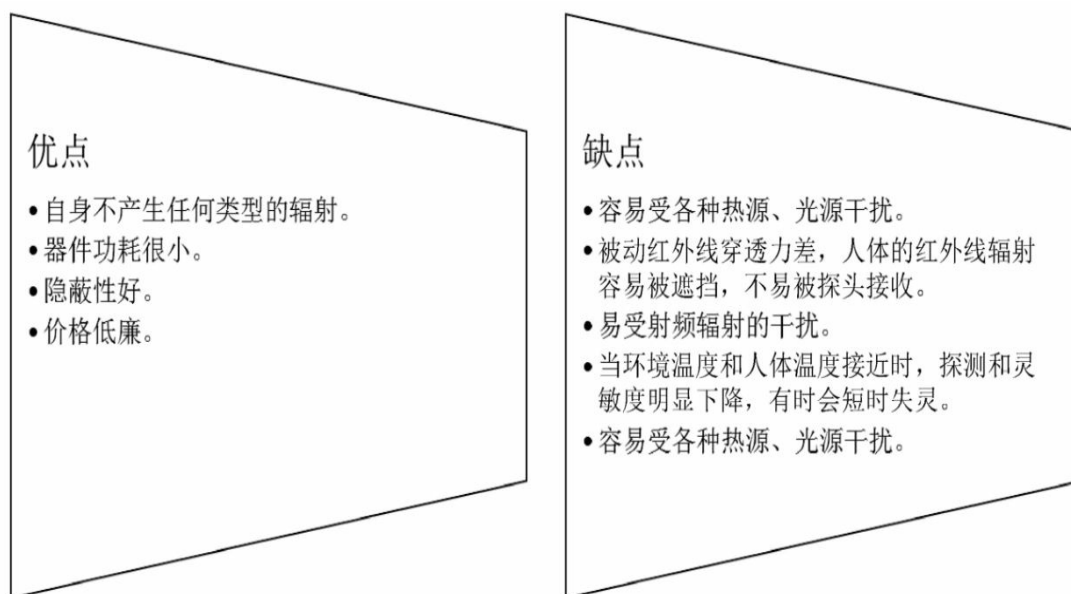 优点
•自身不产生任何类型的辐射。
•器件功耗很小。
•隐蔽性好。
•价格低廉。
缺点
•容易受各种热源、光源干扰。
•被动红外线穿透力差，人体的红外线辐射
容易被遮挡，不易被探头接收。
•易受射频辐射的干扰。
•当环境温度和人体温度接近时，探测和灵
敏度明显下降，有时会短时失灵。
•容易受各种热源、光源干扰。